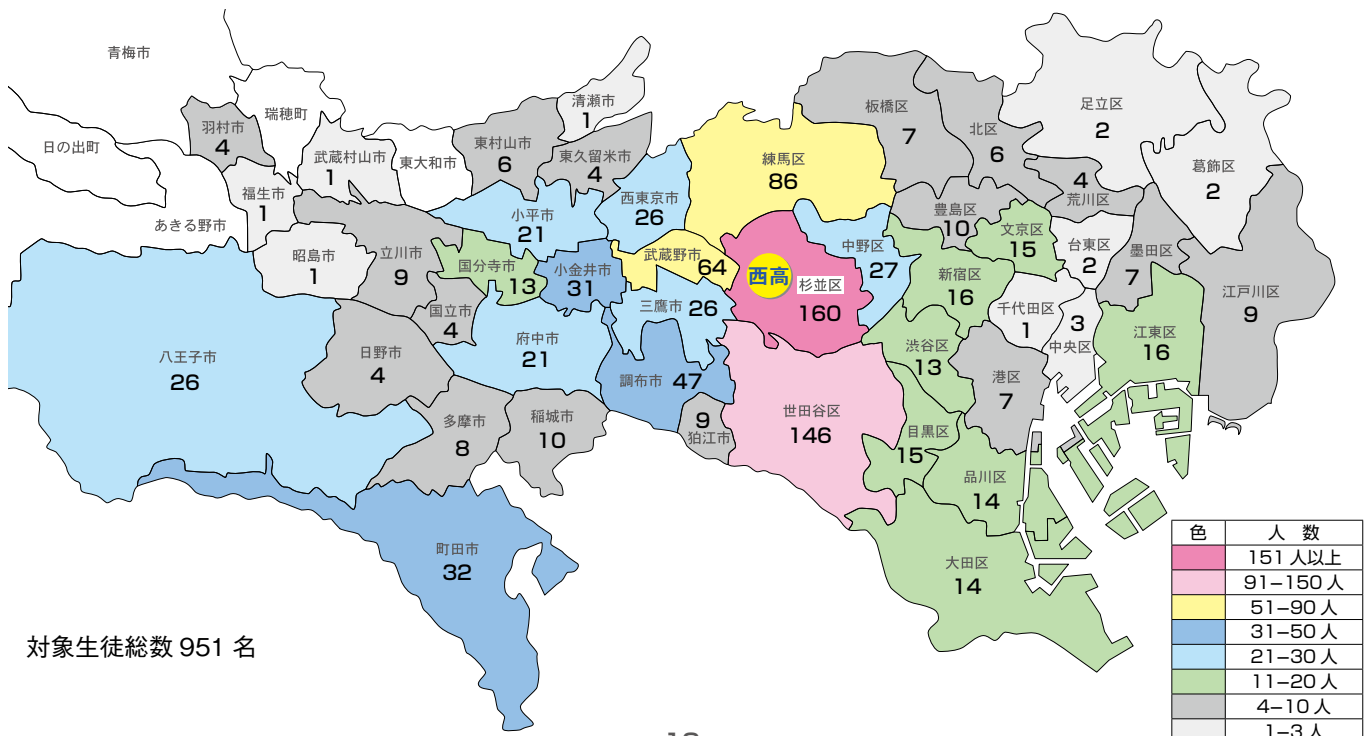 青梅市
瑞穂町
羽村市
4
日の出町
武蔵村山市
1
東大和市
東村山市
6
清瀬市
1
東久留米市
4
福生市
1
あきる野市
昭島市
1
立川市
9
小平市
21
西東京市
26
国分寺市
13
小金井市
31
武蔵野市 64
三鷹市 26
国立市
4
府中市
21
八王子市
26
日野市
4
調布市 47
多摩市
8
稲城市
10
9
狛江市
町田市
32
練馬区
86
板橋区
7
北区
6
足立区
2
葛飾区
2
4
荒川区
豊島区
10
文京区
15
台東区
2
墨田区
7
江戸川区
9
中野区
27
西高
杉並区
160
新宿区
16
千代田区
1
3
中央区
江東区
16
渋谷区
13
港区
7
世田谷区
146
目黒区
15
品川区
14
大田区
14
対象生徒総数 951 名
色 人 数
151 人以上
91–150 人
51–90 人
31–50 人
21–30 人
11–20 人
4–10 人
1–3 人